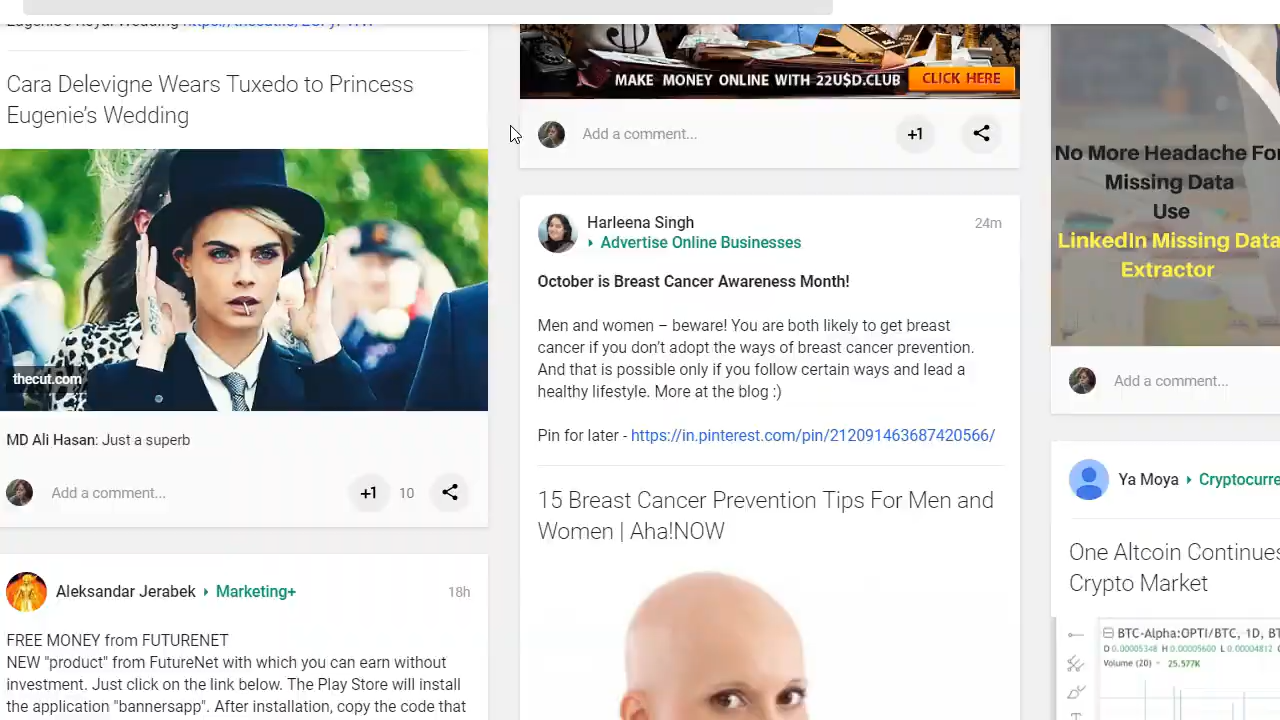 Cara Delevigne Wears Tuxedo to Princess
Eugenie's Wedding
thecut.com
MD Ali Hasan: Just a superb
Add a comment...
+1
10
Aleksandar Jerabek
Marketing+
18h
FREE MONEY from FUTURENET
NEW "product" from FutureNet with which you can earn without
investment. Just click on the link below. The Play Store will install
the application "bannersapp". After installation, copy the code that
MAKE MONEY ONLINE WITH 22U$D.CLUB
CLICK HERE
Add a comment...
+1
Harleena Singh
24m
Advertise Online Businesses
October is Breast Cancer Awareness Month!
Men and women – beware! You are both likely to get breast
cancer if you don't adopt the ways of breast cancer prevention.
And that is possible only if you follow certain ways and lead a
healthy lifestyle. More at the blog :)
Pin for later - https://in.pinterest.com/pin/212091463687420566/
15 Breast Cancer Prevention Tips For Men and
Women | Aha!NOW
No More Headache For
Missing Data
Use
LinkedIn Missing Data
Extractor
Add a comment...
Ya Moya
Cryptocurre
One Altcoin Continues
Crypto Market
BTC-Alpha:OPTI/BTC, 1D, BT
O 0.00005348 H 0.00005600 L 0.00004812
Volume (20) 25.577K